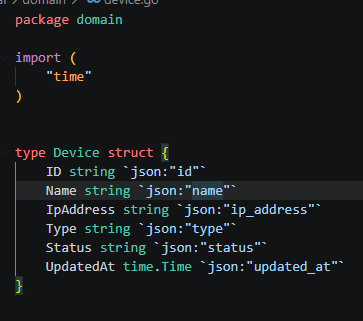 domain > device.go
package domain
import (
"time"
)
type Device struct {
ID string `json:"id"`
Name string `json:"name"`
IpAddress string `json:"ip_address"`
Type string `json:"type"`
Status string `json:"status"`
UpdatedAt time.Time `json:"updated_at"`
}